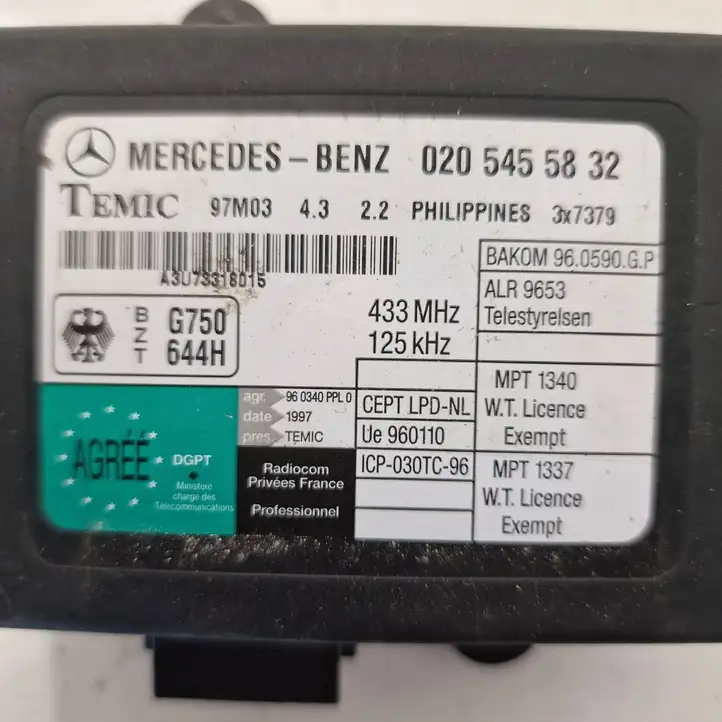 MERCEDES-BENZ 020 545 58 32
TEMIC 97M03 4.3 2.2 PHILIPPINES 3x7379
A3U73318015
BAKOM 96.0590.G.P
ALR 9653
Telestyrelsen
433 MHz
125 kHz
BZT
G750
644H
MPT 1340
W.T. Licence
Exempt
agr. 96 0340 PPL 0
date 1997
pres. TEMIC
CEPT LPD-NL
Ue 960110
ICP-030TC-96
MPT 1337
W.T. Licence
Exempt
AGRÉÉ
DGPT
Ministère
chargé des
Télécommunications
Radiocom
Privées France
Professionnel